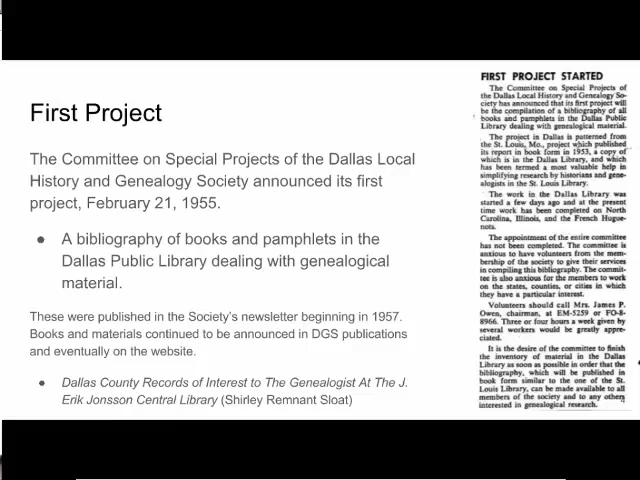 First Project
The Committee on Special Projects of the Dallas Local
History and Genealogy Society announced its first
project, February 21, 1955.
● A bibliography of books and pamphlets in the
Dallas Public Library dealing with genealogical
material.
These were published in the Society's newsletter beginning in 1957.
Books and materials continued to be announced in DGS publications
and eventually on the website.
● Dallas County Records of Interest to The Genealogist At The J.
Erik Jonsson Central Library (Shirley Remnant Sloat)
FIRST PROJECT STARTED
The Committee on Special Projects of
the Dallas Local History and Genealogy So-
ciety has announced that its first project will
be the compilation of a bibliography of all
books and pamphlets in the Dallas Public
Library dealing with genealogical material.
The project in Dallas is patterned from
the St. Louis, Mo., project which published
its report in book form in 1953, a copy of
which is in the Dallas Library, and which
has been termed a most valuable help in
simplifying research by historians and gene-
alogists in the St. Louis Library.
The work in the Dallas Library was
started a few days ago and at the present
time work has been completed on North
Carolina, Illinois, and the French Hugue-
nots.
The appointment of the entire committee
has not been completed. The committee is
anxious to have volunteers from the mem-
bership of the society to give their services
in compiling this bibliography. The commit-
tee is also anxious for members to work
on the states, counties, or cities in which
they have a particular interest.
Volunteers should call Mrs. James P.
Owen, chairman, at EM-5259 or FO-8-
8966. Three or four hours a week given by
several workers would be greatly appre-
ciated.
It is the desire of the committee to finish
the inventory of material in the Dallas
Library as soon as possible in order that the
bibliography, which will be published in
book form similar to the one of the St.
Louis Library, can be made available to all
members of the society and to any others
interested in genealogical research.